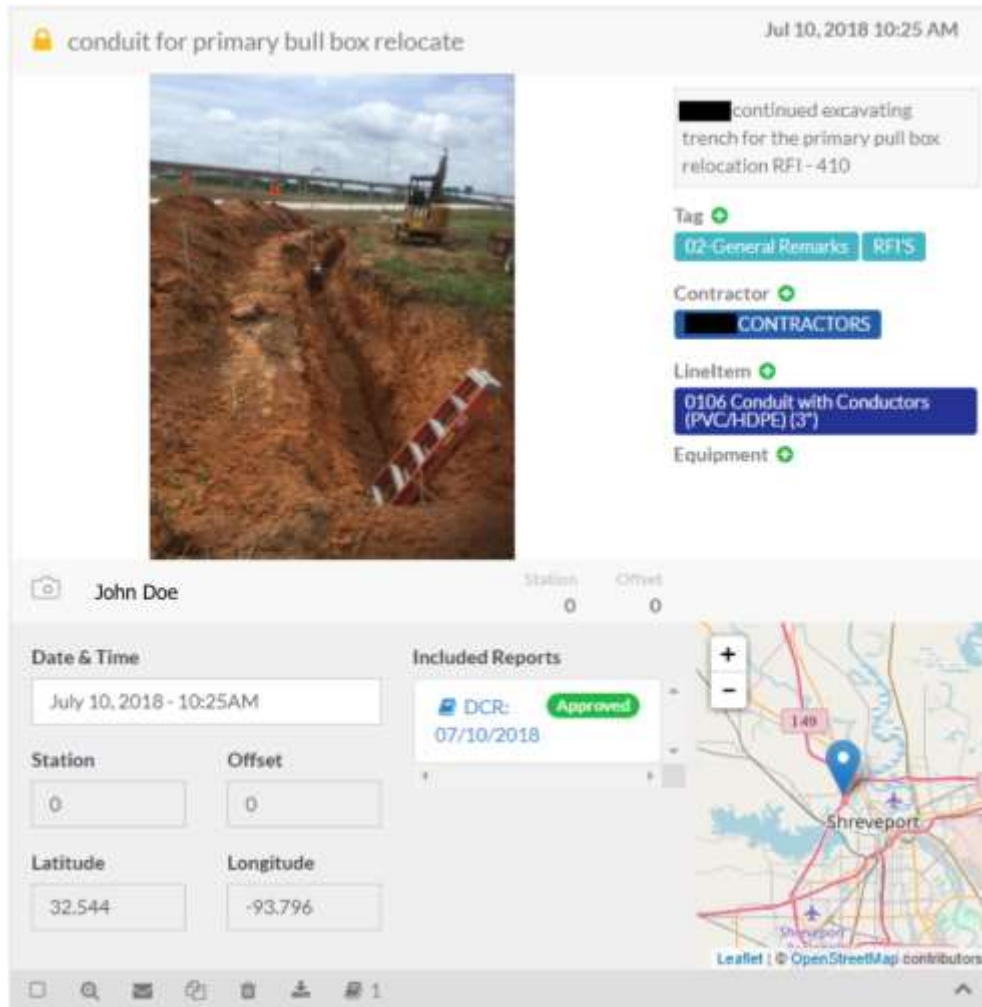 conduit for primary bull box relocate
Jul 10, 2018 10:25 AM
continued excavating
trench for the primary pull box
relocation RFI - 410
Tag
02-General Remarks RFI'S
Contractor
CONTRACTORS
LineItem
0106 Conduit with Conductors
(PVC/HDPE) (3")
Equipment
John Doe
Station Offset
0 0
Date & Time
July 10, 2018 - 10:25AM
Station Offset
0 0
Latitude Longitude
32.544 -93.796
Included Reports
DCR: Approved
07/10/2018
+
−
I 49
Shreveport
Shreveport
Leaflet | © OpenStreetMap contributors
1